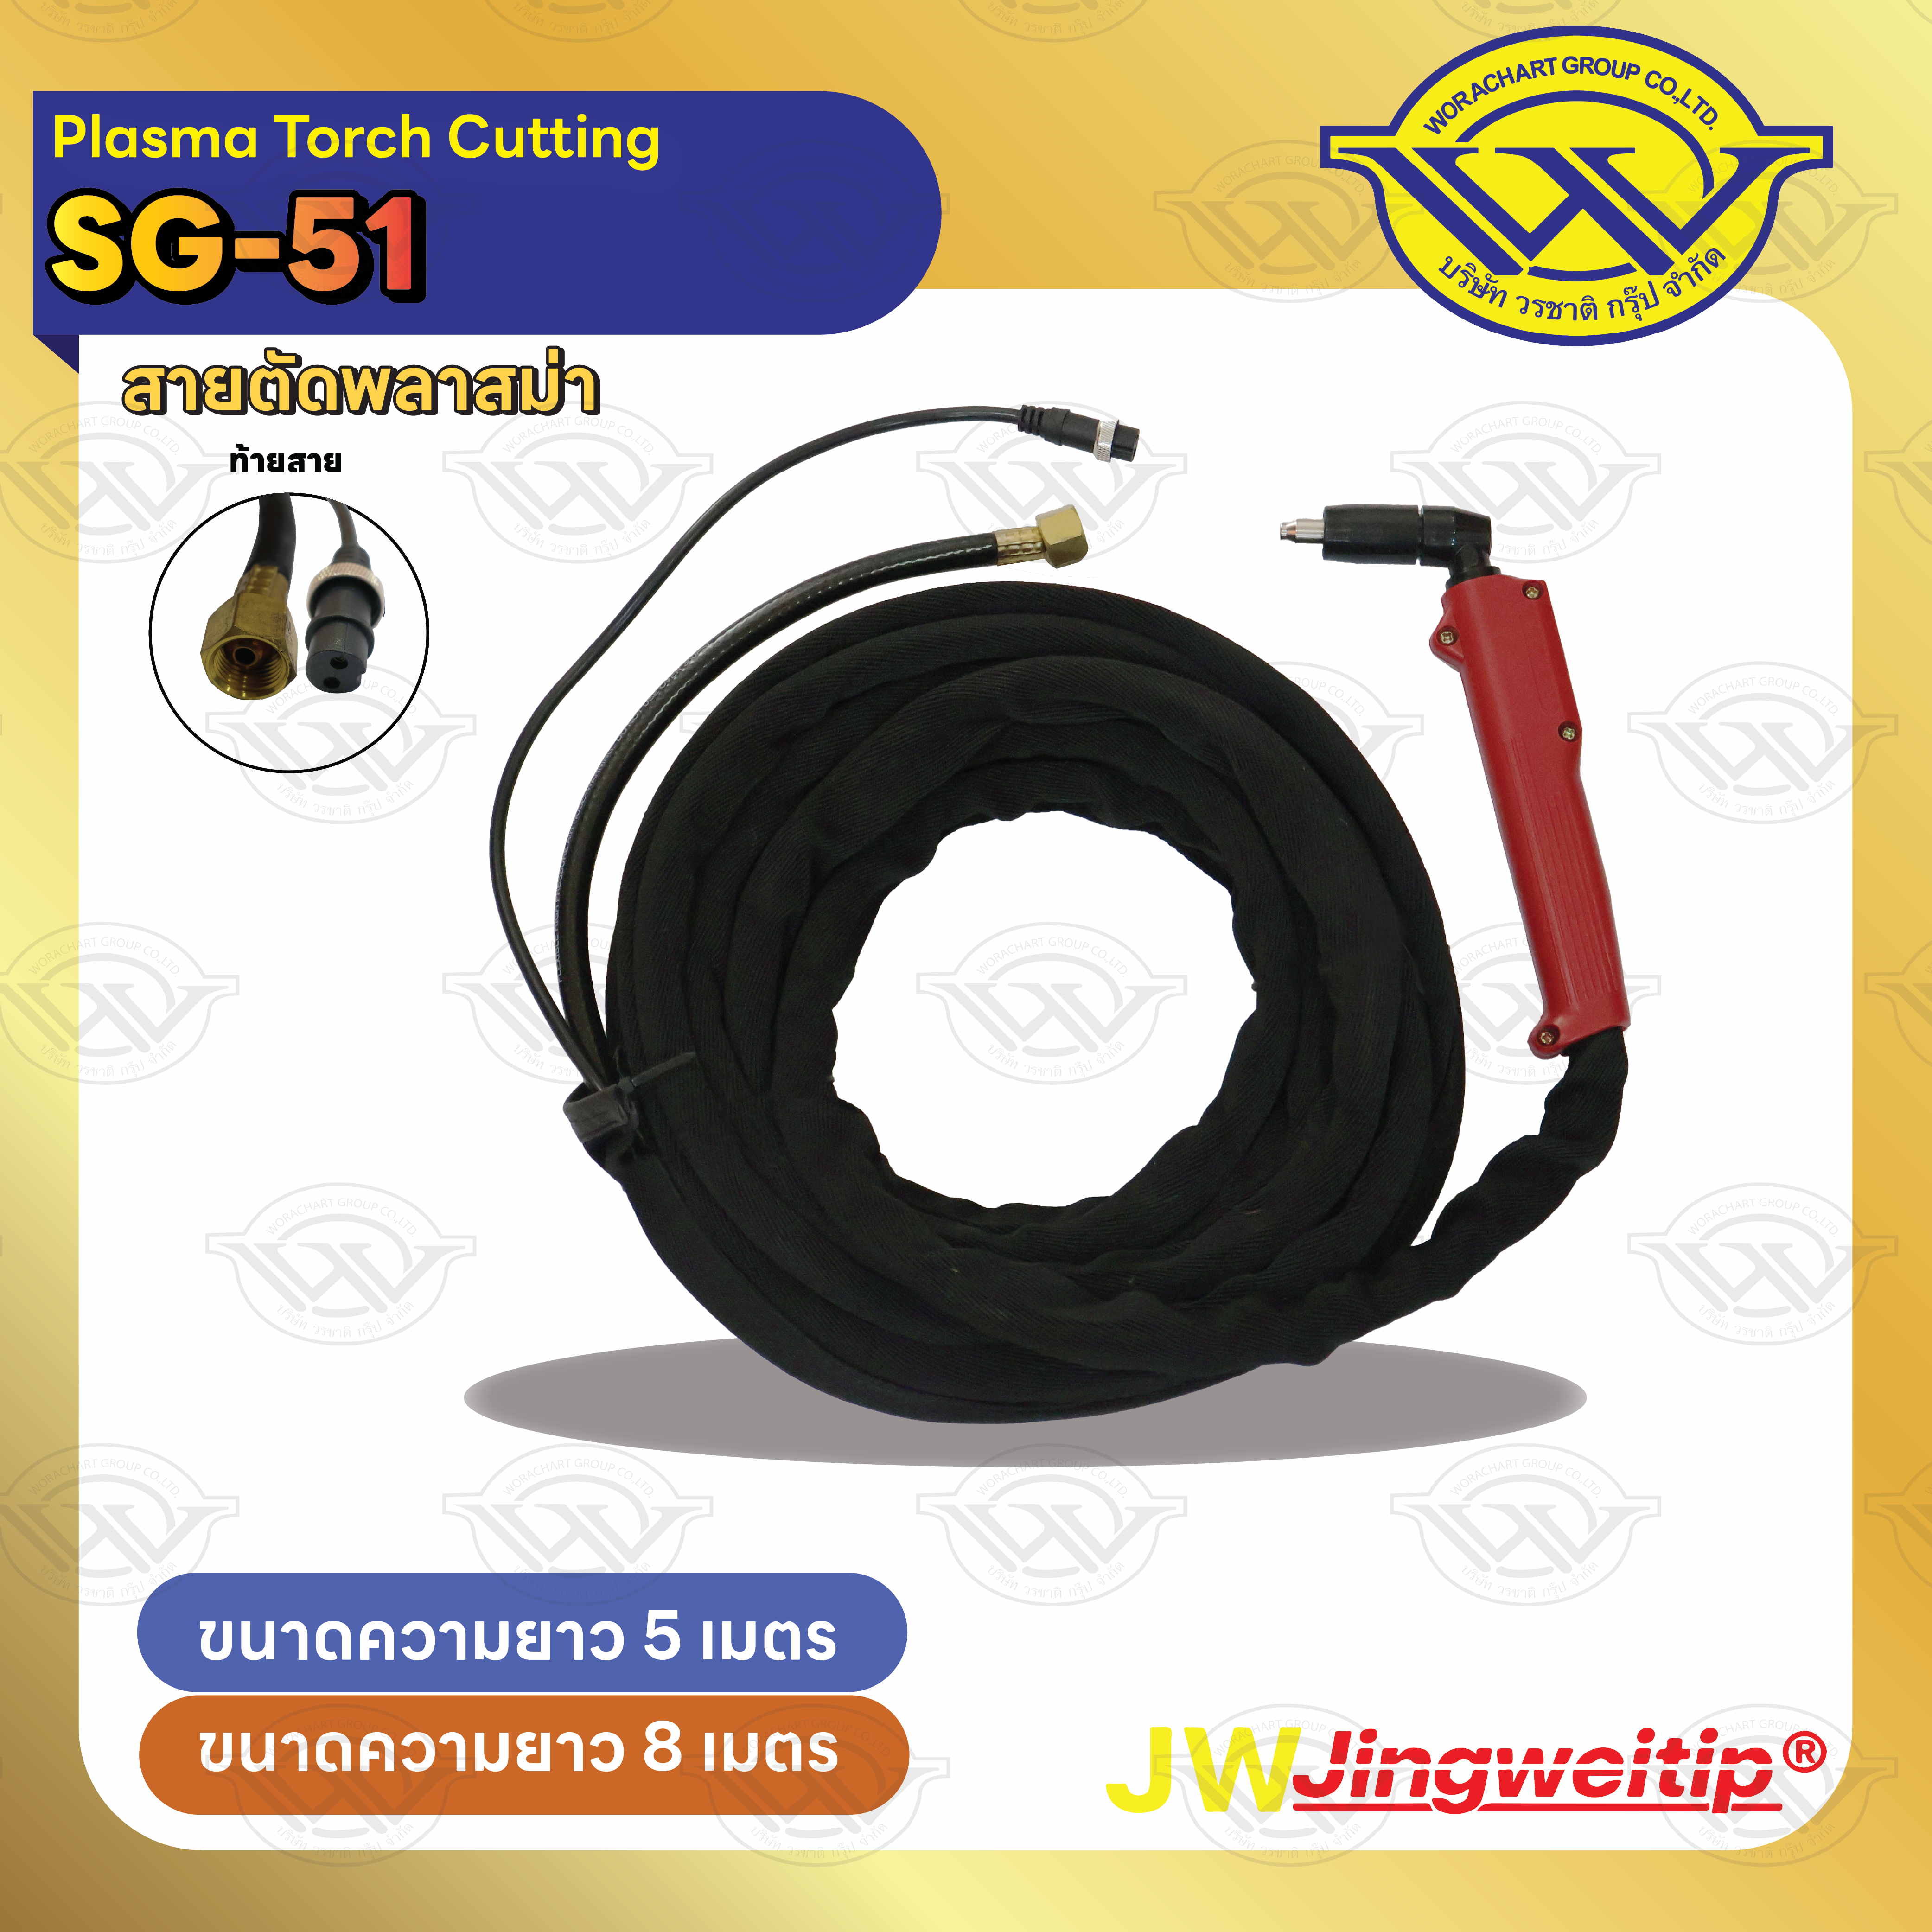 Plasma Torch Cutting
SG-51
WORACHART GROUP CO.,LTD.
บริษัท วรชาติ กรุ๊ป จำกัด
สายตัดพลาสม่า
ท้ายสาย
ขนาดความยาว 5 เมตร
ขนาดความยาว 8 เมตร
JW Jingweitip®